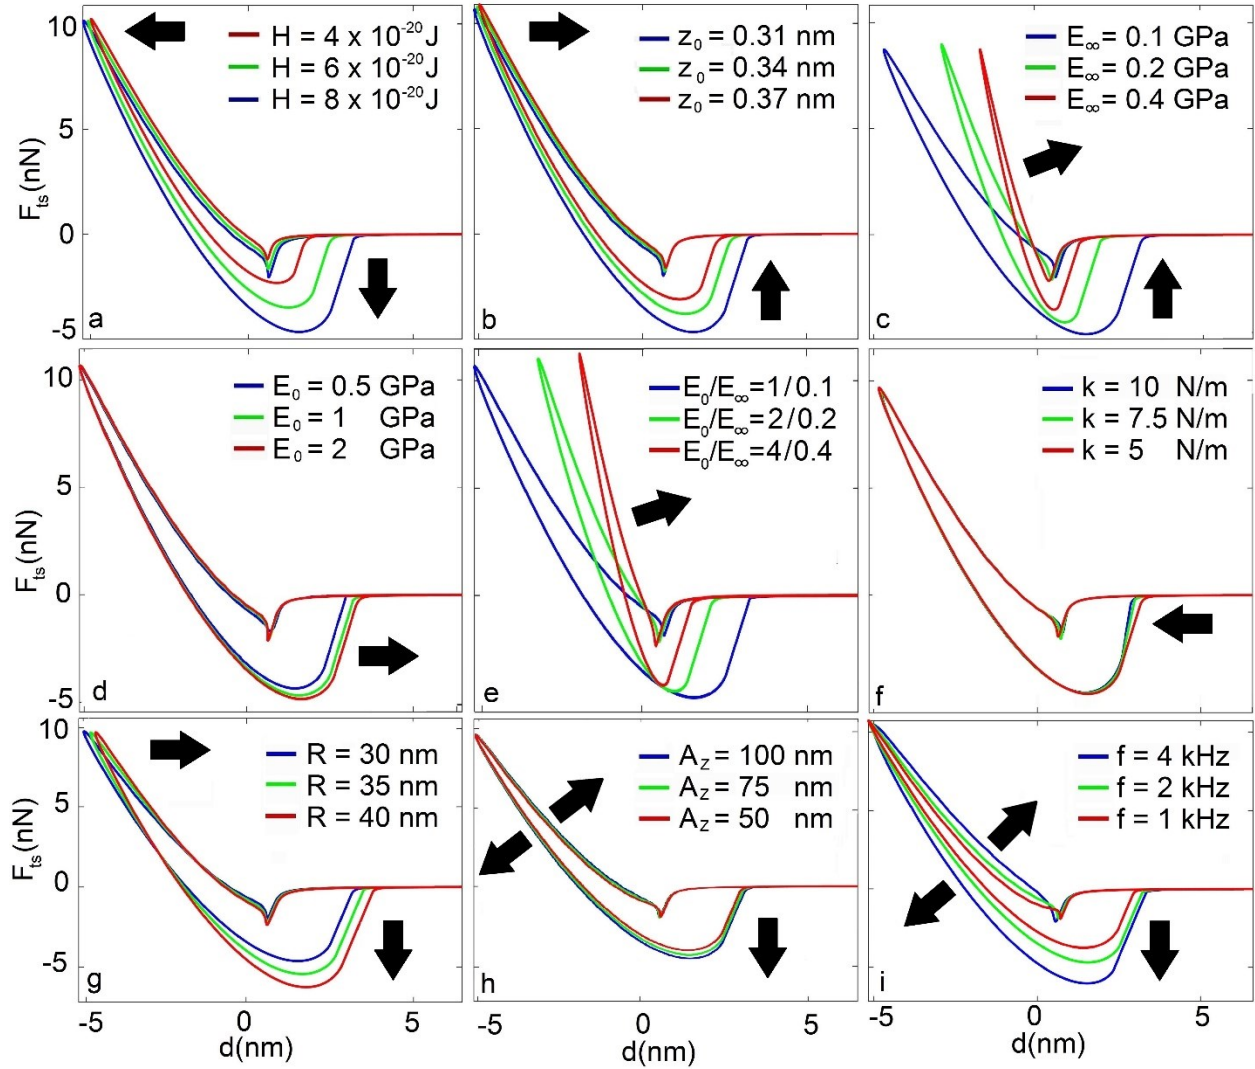 10
5
0
-5
F_ts(nN)
a
H = 4 x 10^-20 J
H = 6 x 10^-20 J
H = 8 x 10^-20 J
b
z_0 = 0.31 nm
z_0 = 0.34 nm
z_0 = 0.37 nm
c
E_∞ = 0.1 GPa
E_∞ = 0.2 GPa
E_∞ = 0.4 GPa
10
5
0
-5
F_ts(nN)
d
E_0 = 0.5 GPa
E_0 = 1 GPa
E_0 = 2 GPa
e
E_0/E_∞ = 1/0.1
E_0/E_∞ = 2/0.2
E_0/E_∞ = 4/0.4
f
k = 10 N/m
k = 7.5 N/m
k = 5 N/m
10
5
0
-5
F_ts(nN)
g
R = 30 nm
R = 35 nm
R = 40 nm
h
A_Z = 100 nm
A_Z = 75 nm
A_Z = 50 nm
i
f = 4 kHz
f = 2 kHz
f = 1 kHz
-5 0 5
-5 0 5
-5 0 5
d(nm)
d(nm)
d(nm)